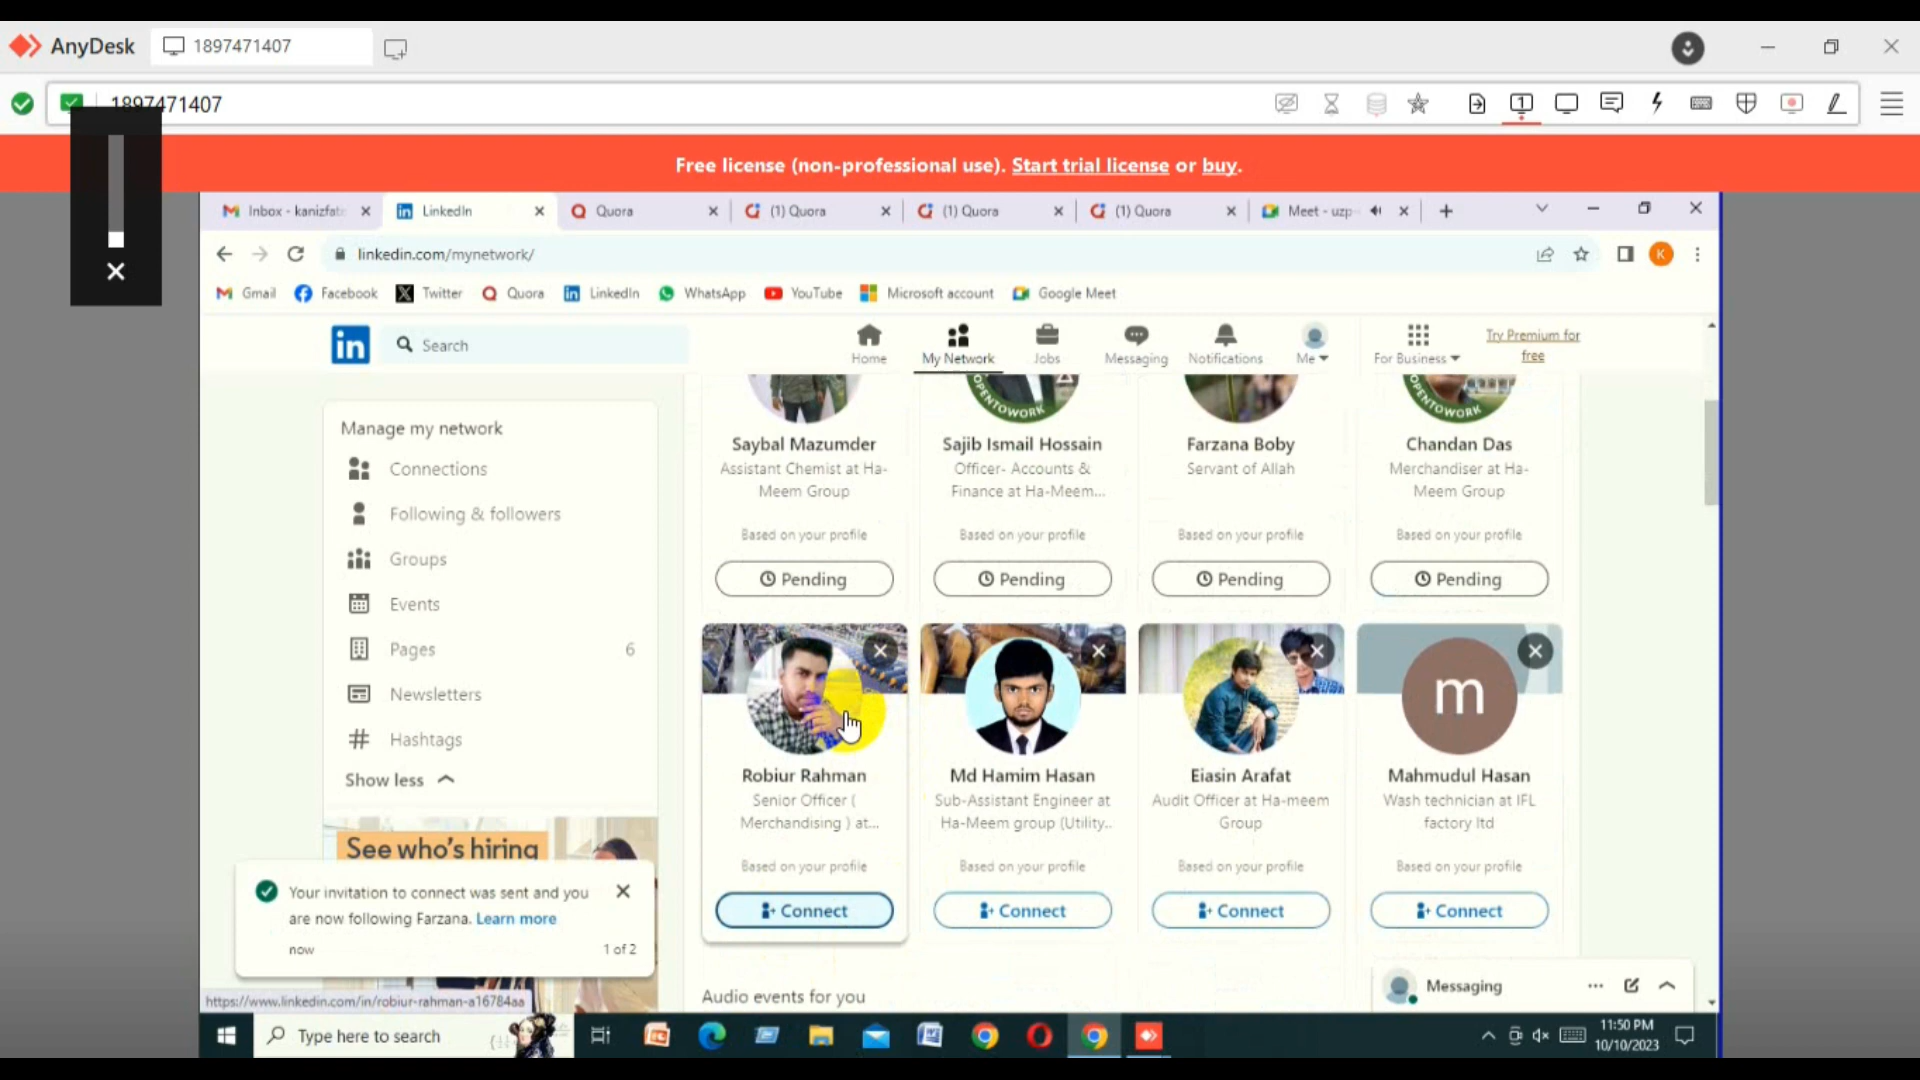 AnyDesk
1897471407
1897471407
Free license (non-professional use). Start trial license or buy.
Inbox - kanizfat
LinkedIn
Quora
(1) Quora
(1) Quora
(1) Quora
Meet - uzp-
linkedin.com/mynetwork/
K
Gmail
Facebook
Twitter
Quora
LinkedIn
WhatsApp
YouTube
Microsoft account
Google Meet
in
Search
Home
My Network
Jobs
Messaging
Notifications
Me
For Business
Try Premium for
free
Manage my network
Connections
Following & followers
Groups
Events
Pages
6
Newsletters
Hashtags
Show less
See who's hiring
OPENTOWORK
OPENTOWORK
Saybal Mazumder
Assistant Chemist at Ha-
Meem Group
Based on your profile
Pending
Sajib Ismail Hossain
Officer- Accounts &
Finance at Ha-Meem...
Based on your profile
Pending
Farzana Boby
Servant of Allah
Based on your profile
Pending
Chandan Das
Merchandiser at Ha-
Meem Group
Based on your profile
Pending
Robiur Rahman
Senior Officer (
Merchandising ) at...
Based on your profile
Connect
Md Hamim Hasan
Sub-Assistant Engineer at
Ha-Meem group (Utility..
Based on your profile
Connect
Eiasin Arafat
Audit Officer at Ha-meem
Group
Based on your profile
Connect
m
Mahmudul Hasan
Wash technician at IFL
factory ltd
Based on your profile
Connect
Your invitation to connect was sent and you
are now following Farzana. Learn more
now
1 of 2
Audio events for you
Messaging
https://www.linkedin.com/in/robiur-rahman-a16784aa
Type here to search
11:50 PM
10/10/2023